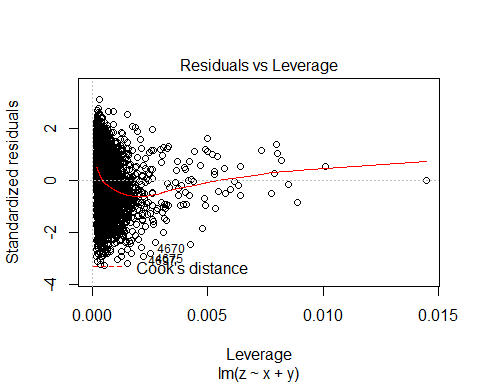 Residuals vs Leverage
Standardized residuals
2
0
-2
-4
4670
4675
Cook's distance
0.000
0.005
0.010
0.015
Leverage
lm(z ~ x + y)